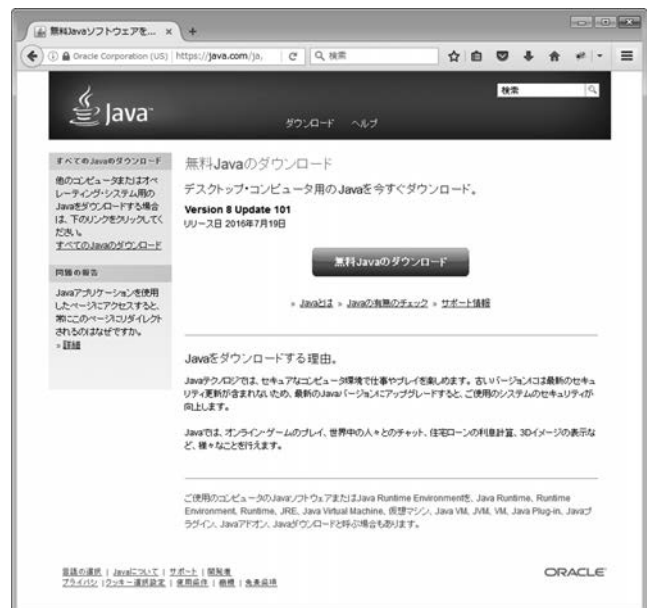 無料Javaソフトウェアを... × +
Oracle Corporation (US) https://java.com/ja, 検索
検索
Java
ダウンロード ヘルプ
すべてのJavaのダウンロード
他のコンピュータまたはオペ
レーティング・システム用の
Javaをダウンロードする場合
は、下のリンクをクリックしてく
ださい。
すべてのJavaのダウンロード
問題の報告
Javaアプリケーションを使用
したページにアクセスすると、
常にこのページにリダイレクト
されるのはなぜですか。
» 詳細
無料Javaのダウンロード
デスクトップ・コンピュータ用のJavaを今すぐダウンロード。
Version 8 Update 101
リリース日 2016年7月19日
無料Javaのダウンロード
» Javaとは » Javaの有無のチェック » サポート情報
Javaをダウンロードする理由。
Javaテクノロジでは、セキュアなコンピュータ環境で仕事やプレイを楽しめます。古いバージョンには最新のセキュ
リティ更新が含まれないため、最新のJavaバージョンにアップグレードすると、ご使用のシステムのセキュリティが
向上します。
Javaでは、オンライン・ゲームのプレイ、世界中の人々とのチャット、住宅ローンの利息計算、3Dイメージの表示な
ど、様々なことを行えます。
ご使用のコンピュータのJavaソフトウェアまたはJava Runtime Environmentを、Java Runtime, Runtime
Environment, Runtime, JRE, Java Virtual Machine, 仮想マシン, Java VM, JVM, VM, Java Plug-in, Javaプ
ラグイン, Javaアドオン, Javaダウンロードと呼ぶ場合もあります。
言語の選択 | Javaについて | サポート | 開発者
プライバシ | クッキー選択設定 | 使用条件 | 商標 | 免責条項
ORACLE